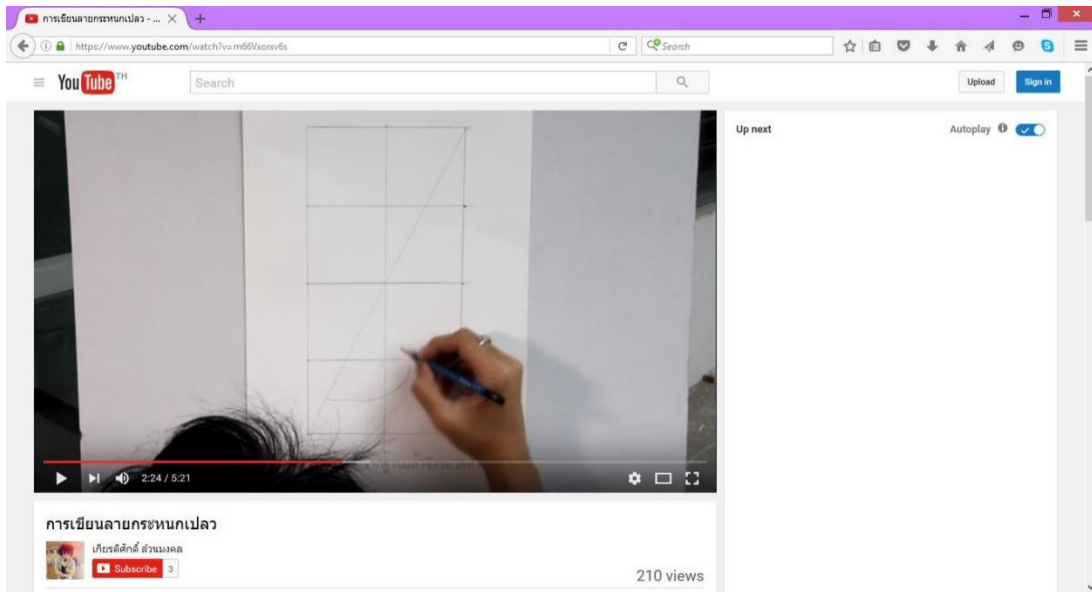 การเขียนลายกระหนกเปลว - ...
https://www.youtube.com/watch?v=m66Vxorxv6s
Search
YouTube TH
Search
Upload
Sign in
Up next
Autoplay
2:24 / 5:21
การเขียนลายกระหนกเปลว
เกียรติศักดิ์ ล้วนมงคล
Subscribe 3
210 views